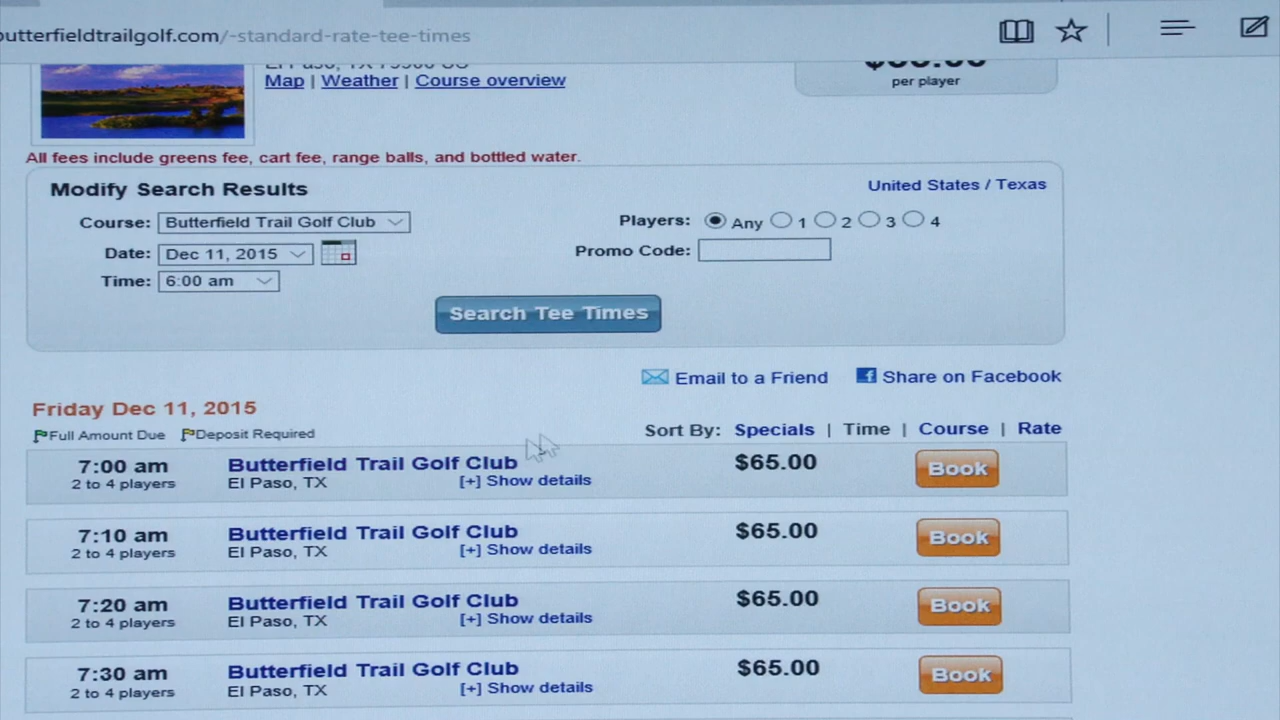 butterfieldtrailgolf.com/-standard-rate-tee-times
Map | Weather | Course overview
per player
All fees include greens fee, cart fee, range balls, and bottled water.
Modify Search Results
United States / Texas
Course: Butterfield Trail Golf Club
Players: Any 1 2 3 4
Date: Dec 11, 2015
Promo Code:
Time: 6:00 am
Search Tee Times
Email to a Friend
Share on Facebook
Friday Dec 11, 2015
Full Amount Due Deposit Required
Sort By: Specials | Time | Course | Rate
7:00 am Butterfield Trail Golf Club $65.00 Book
2 to 4 players El Paso, TX [+] Show details
7:10 am Butterfield Trail Golf Club $65.00 Book
2 to 4 players El Paso, TX [+] Show details
7:20 am Butterfield Trail Golf Club $65.00 Book
2 to 4 players El Paso, TX [+] Show details
7:30 am Butterfield Trail Golf Club $65.00 Book
2 to 4 players El Paso, TX [+] Show details